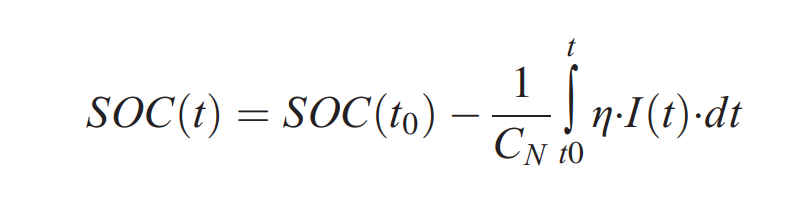 SOC(t) = SOC(t₀) − 1/C_N ∫_{t0}^{t} η·I(t)·dt